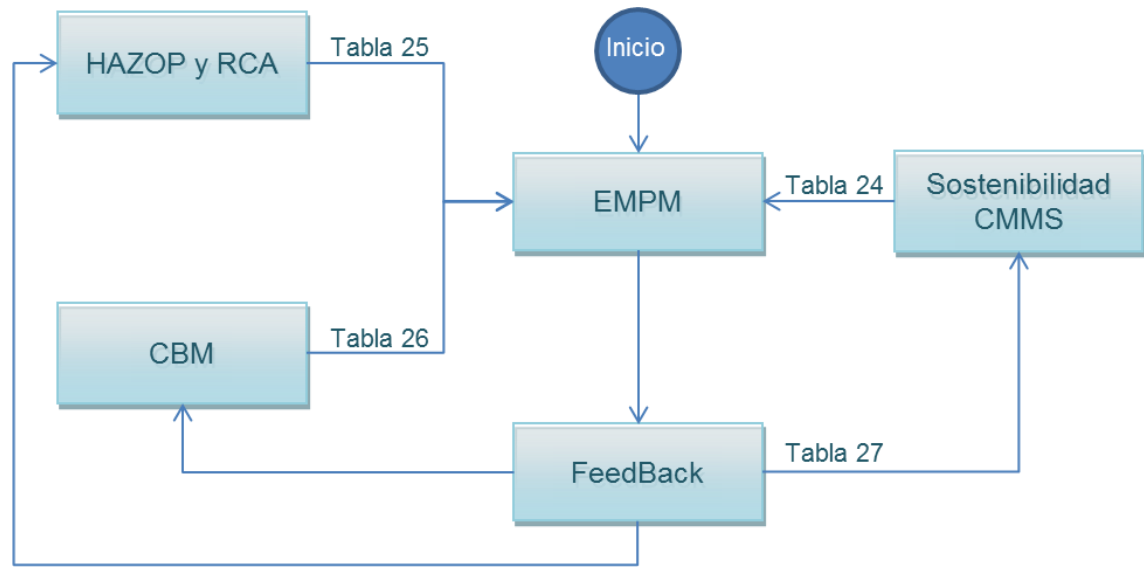 HAZOP y RCA
Tabla 25
Inicio
EMPM
Tabla 24
Sostenibilidad
CMMS
CBM
Tabla 26
FeedBack
Tabla 27